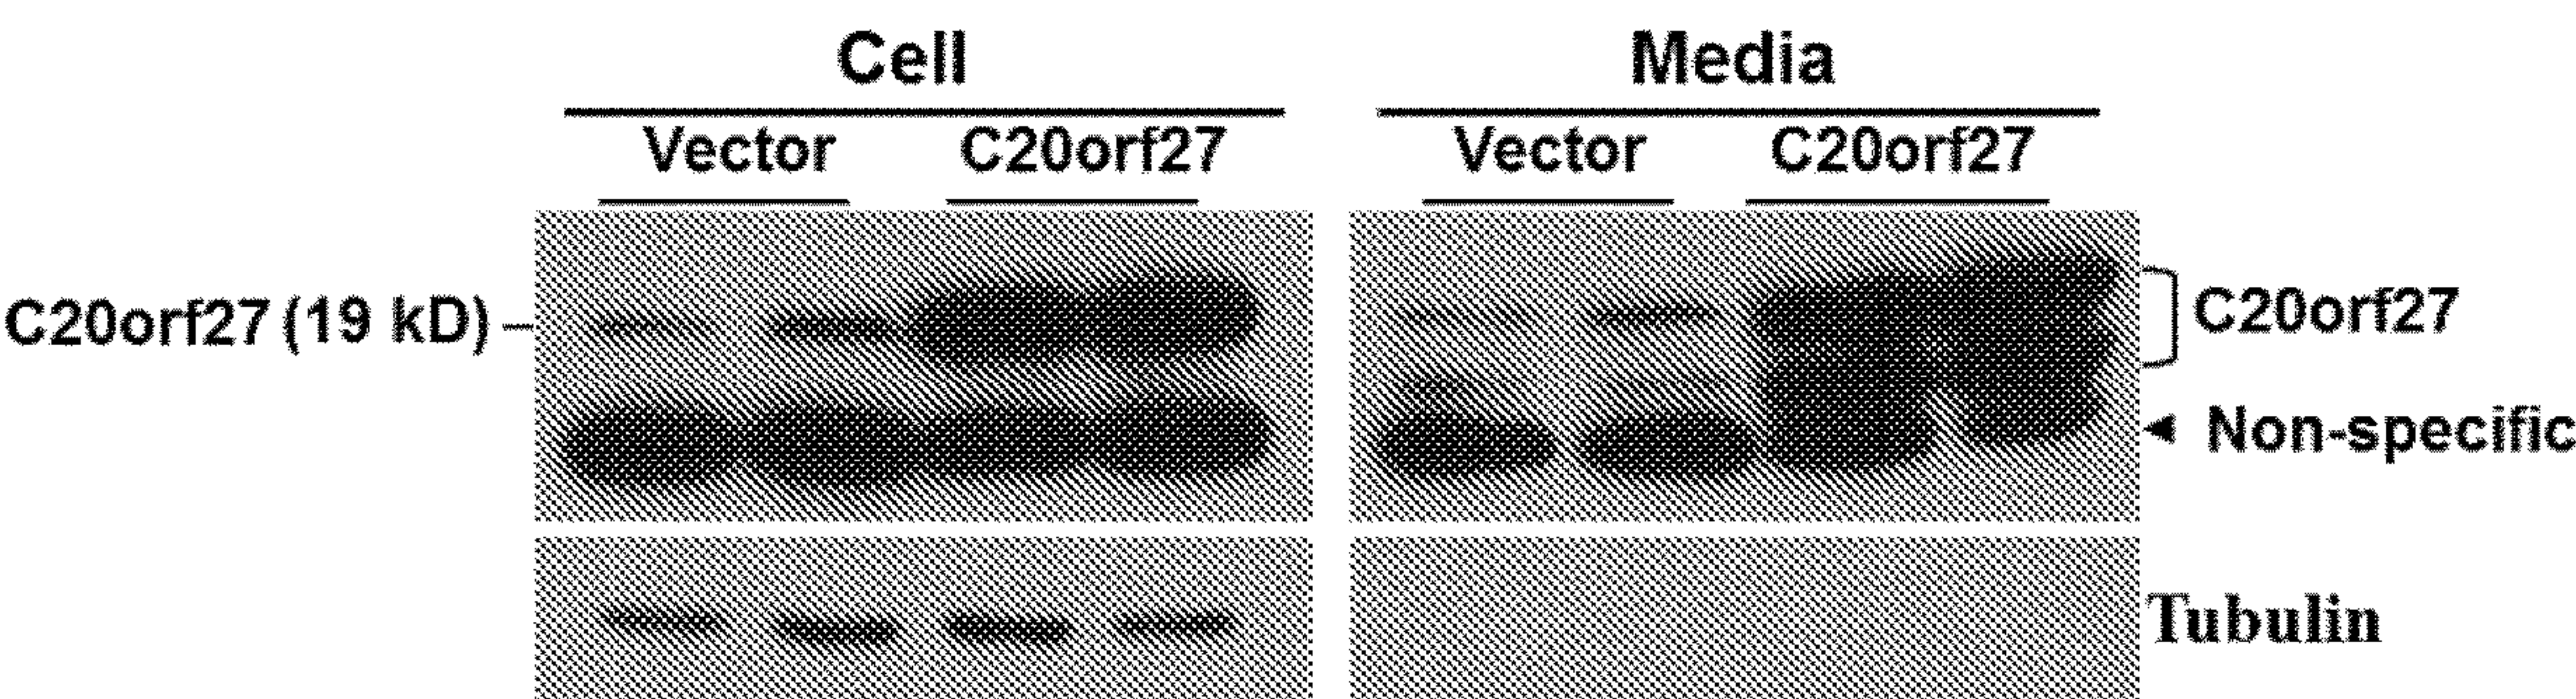 Cell Media
Vector C20orf27 Vector C20orf27
C20orf27 (19 kD) C20orf27
Non-specific
Tubulin